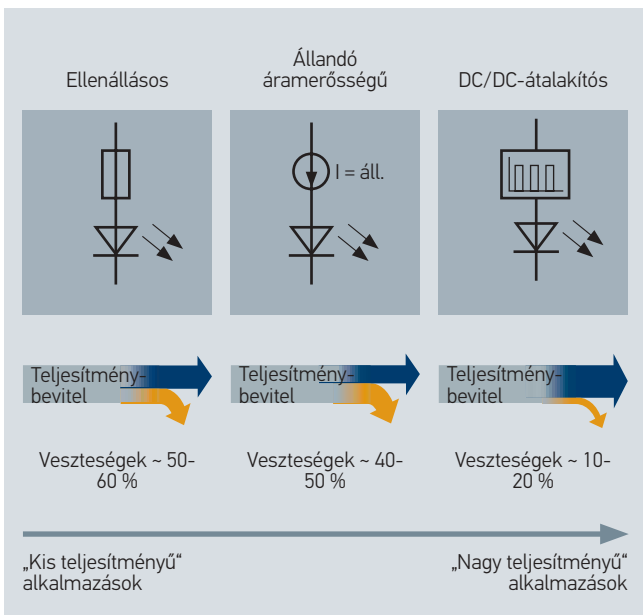 Ellenállásos
Állandó
áramerősségű
DC/DC-átalakítós
I = áll.
Teljesítmény-
bevitel
Teljesítmény-
bevitel
Teljesítmény-
bevitel
Veszteségek ~ 50-
60 %
Veszteségek ~ 40-
50 %
Veszteségek ~ 10-
20 %
„Kis teljesítményű“
alkalmazások
„Nagy teljesítményű“
alkalmazások